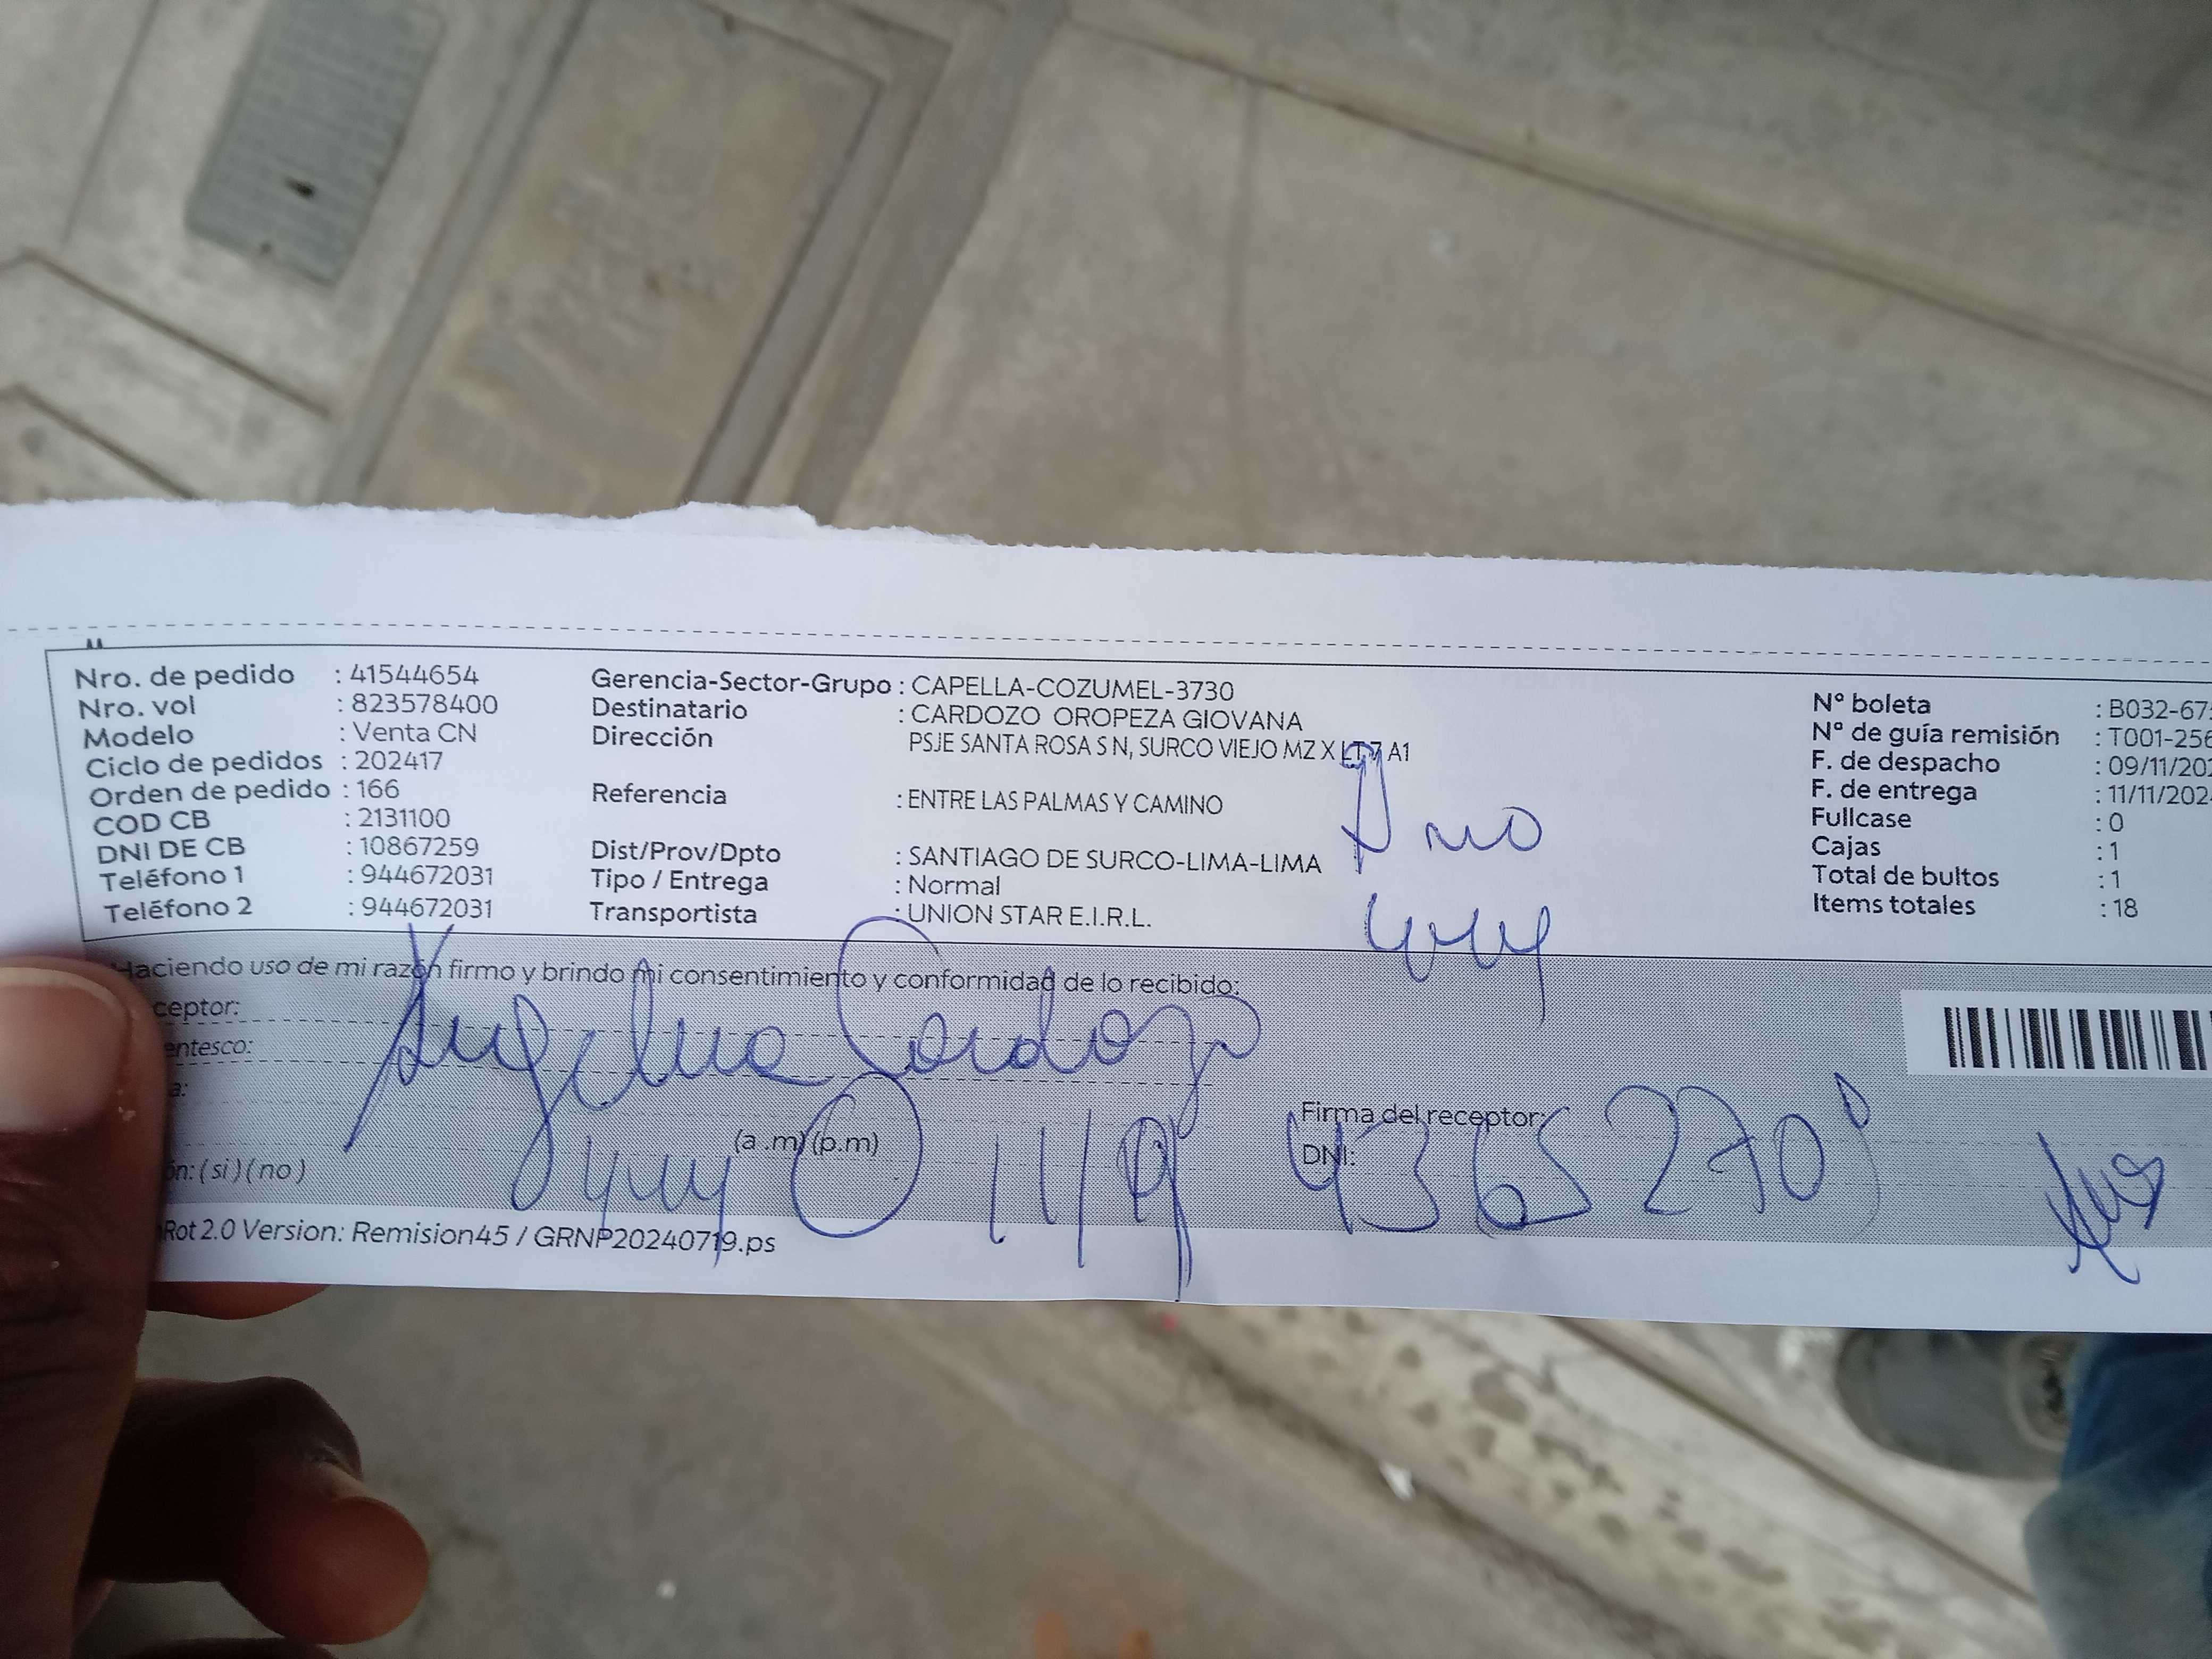 Nro. de pedido : 41544654
Nro. vol : 823578400
Modelo : Venta CN
Ciclo de pedidos : 202417
Orden de pedido : 166
COD CB : 2131100
DNI DE CB : 10867259
Teléfono 1 : 944672031
Teléfono 2 : 944672031
Gerencia-Sector-Grupo : CAPELLA-COZUMEL-3730
Destinatario : CARDOZO OROPEZA GIOVANA
Dirección PSJE SANTA ROSA S N, SURCO VIEJO MZ X LT 7 A1
Referencia : ENTRE LAS PALMAS Y CAMINO
Dist/Prov/Dpto : SANTIAGO DE SURCO-LIMA-LIMA
Tipo / Entrega : Normal
Transportista : UNION STAR E.I.R.L.
Nº boleta : B032-67
Nº de guía remisión : T001-256
F. de despacho : 09/11/202
F. de entrega : 11/11/202
Fullcase : 0
Cajas : 1
Total de bultos : 1
Items totales : 18
Haciendo uso de mi razón firmo y brindo mi consentimiento y conformidad de lo recibido:
ceptor:
entesco:
Angelina Cardozo
a:
(a .m) (p.m)
Firma del receptor:
DNI:
ón: ( si ) ( no )
Rot 2.0 Version: Remision45 / GRNP20240719.ps